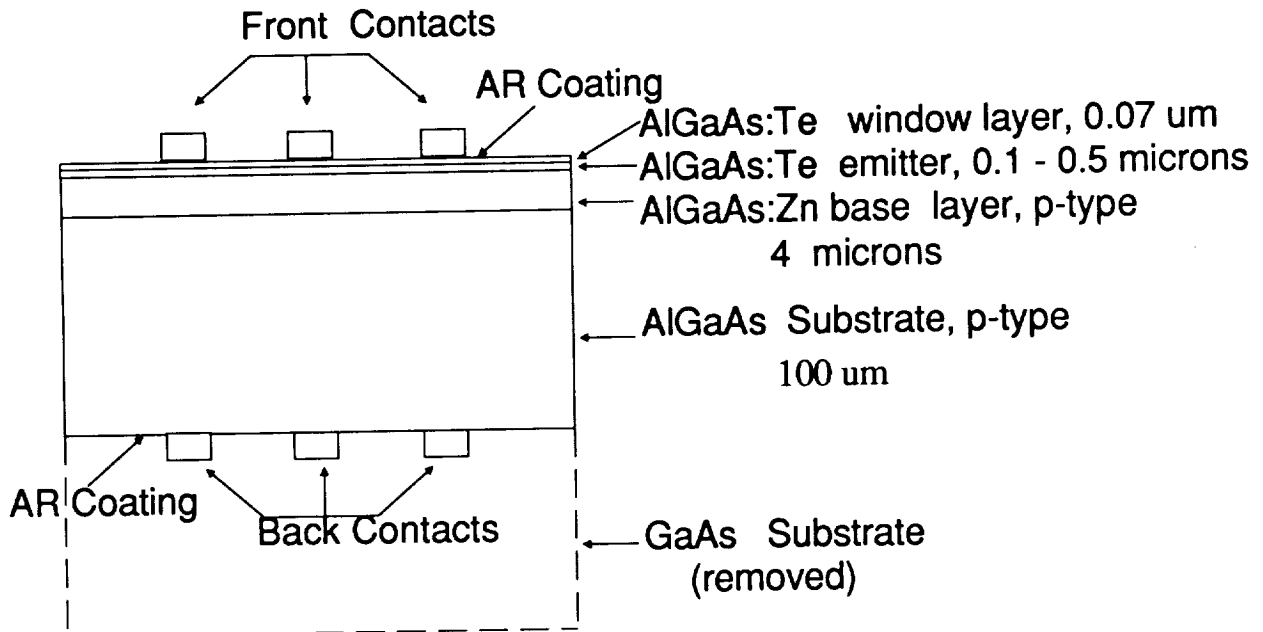 Front Contacts
AR Coating
AlGaAs:Te window layer, 0.07 um
AlGaAs:Te emitter, 0.1 - 0.5 microns
AlGaAs:Zn base layer, p-type
4 microns
AlGaAs Substrate, p-type
100 um
AR Coating
Back Contacts
GaAs Substrate
(removed)